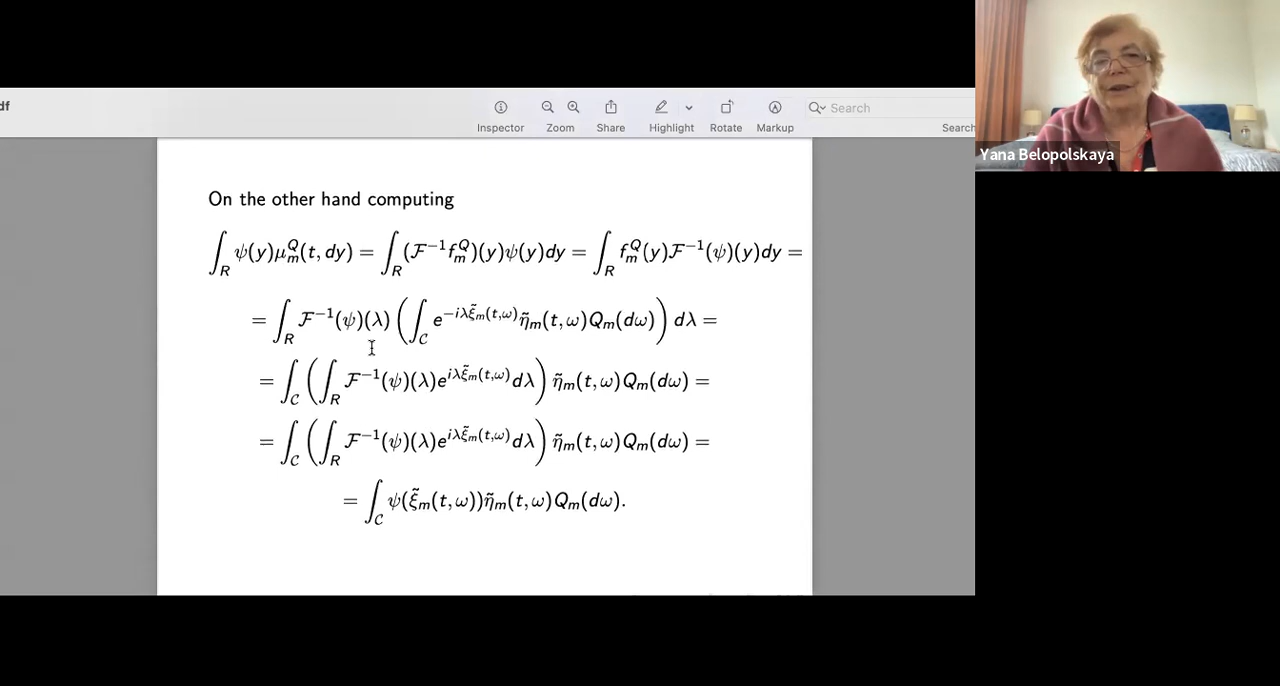 df
Inspector Zoom Share Highlight Rotate Markup Search
Search
Yana Belopolskaya
On the other hand computing
∫_R ψ(y)μ_m^Q(t, dy) = ∫_R (ℱ^{-1}f_m^Q)(y)ψ(y)dy = ∫_R f_m^Q(y)ℱ^{-1}(ψ)(y)dy =
= ∫_R ℱ^{-1}(ψ)(λ) (∫_𝒞 e^{-iλξ̃_m(t,ω)} η̃_m(t, ω)Q_m(dω)) dλ =
= ∫_𝒞 (∫_R ℱ^{-1}(ψ)(λ)e^{iλξ̃_m(t,ω)}dλ) η̃_m(t, ω)Q_m(dω) =
= ∫_𝒞 (∫_R ℱ^{-1}(ψ)(λ)e^{iλξ̃_m(t,ω)}dλ) η̃_m(t, ω)Q_m(dω) =
= ∫_𝒞 ψ(ξ̃_m(t, ω))η̃_m(t, ω)Q_m(dω).